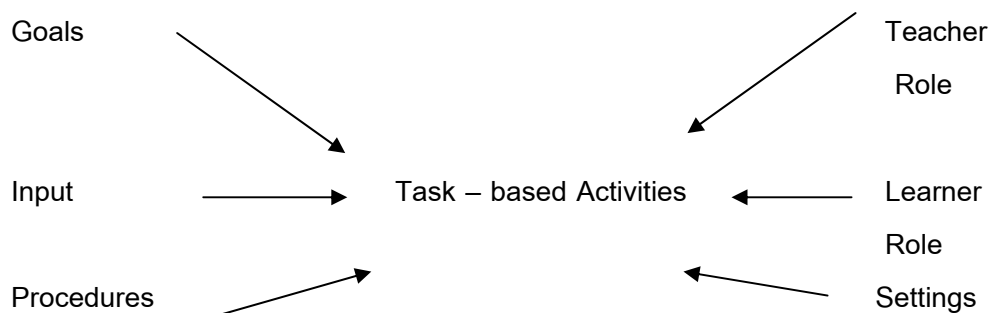 Goals Teacher
Role
Input Task – based Activities Learner
Role
Procedures Settings